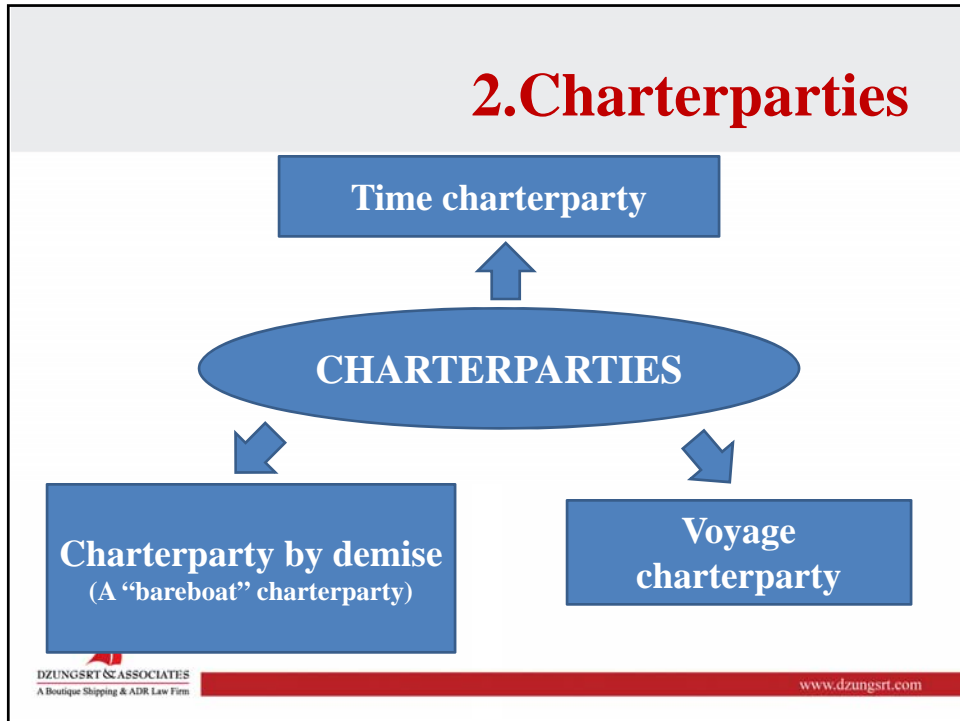 2.Charterparties
Time charterparty
CHARTERPARTIES
Charterparty by demise
(A “bareboat” charterparty)
Voyage
charterparty
DZUNGSRT & ASSOCIATES
A Boutique Shipping & ADR Law Firm
www.dzungsrt.com